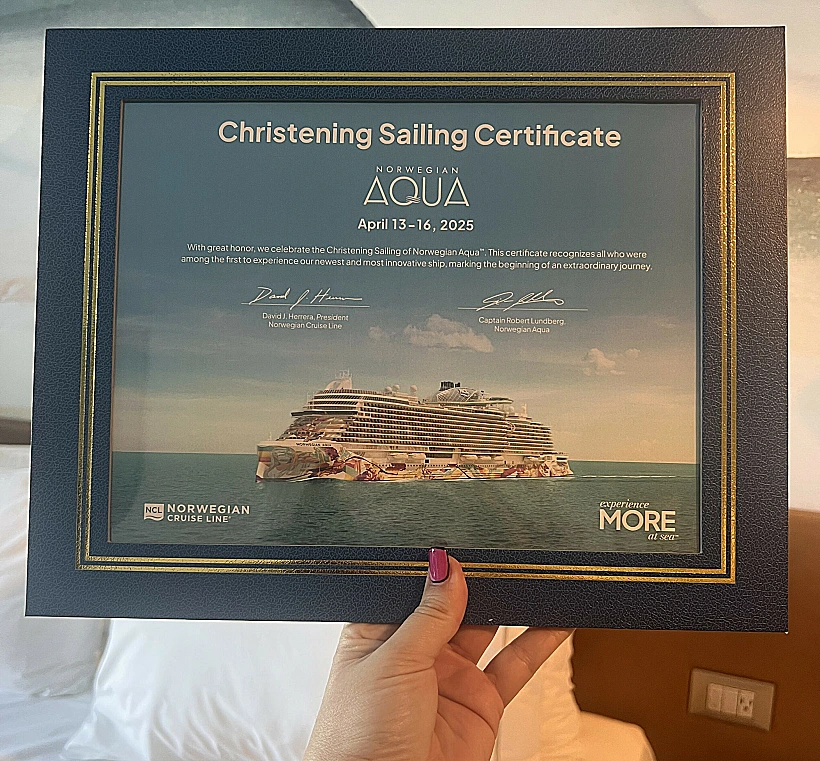 Christening Sailing Certificate
NORWEGIAN
AQUA
April 13-16, 2025
With great honor, we celebrate the Christening Sailing of Norwegian Aqua™. This certificate recognizes all who were
among the first to experience our newest and most innovative ship, marking the beginning of an extraordinary journey.
David J. Herrera, President
Norwegian Cruise Line
Captain Robert Lundberg.
Norwegian Aqua
NORWEGIAN AQUA
NCL
NORWEGIAN
CRUISE LINE®
experience
MORE
at sea™